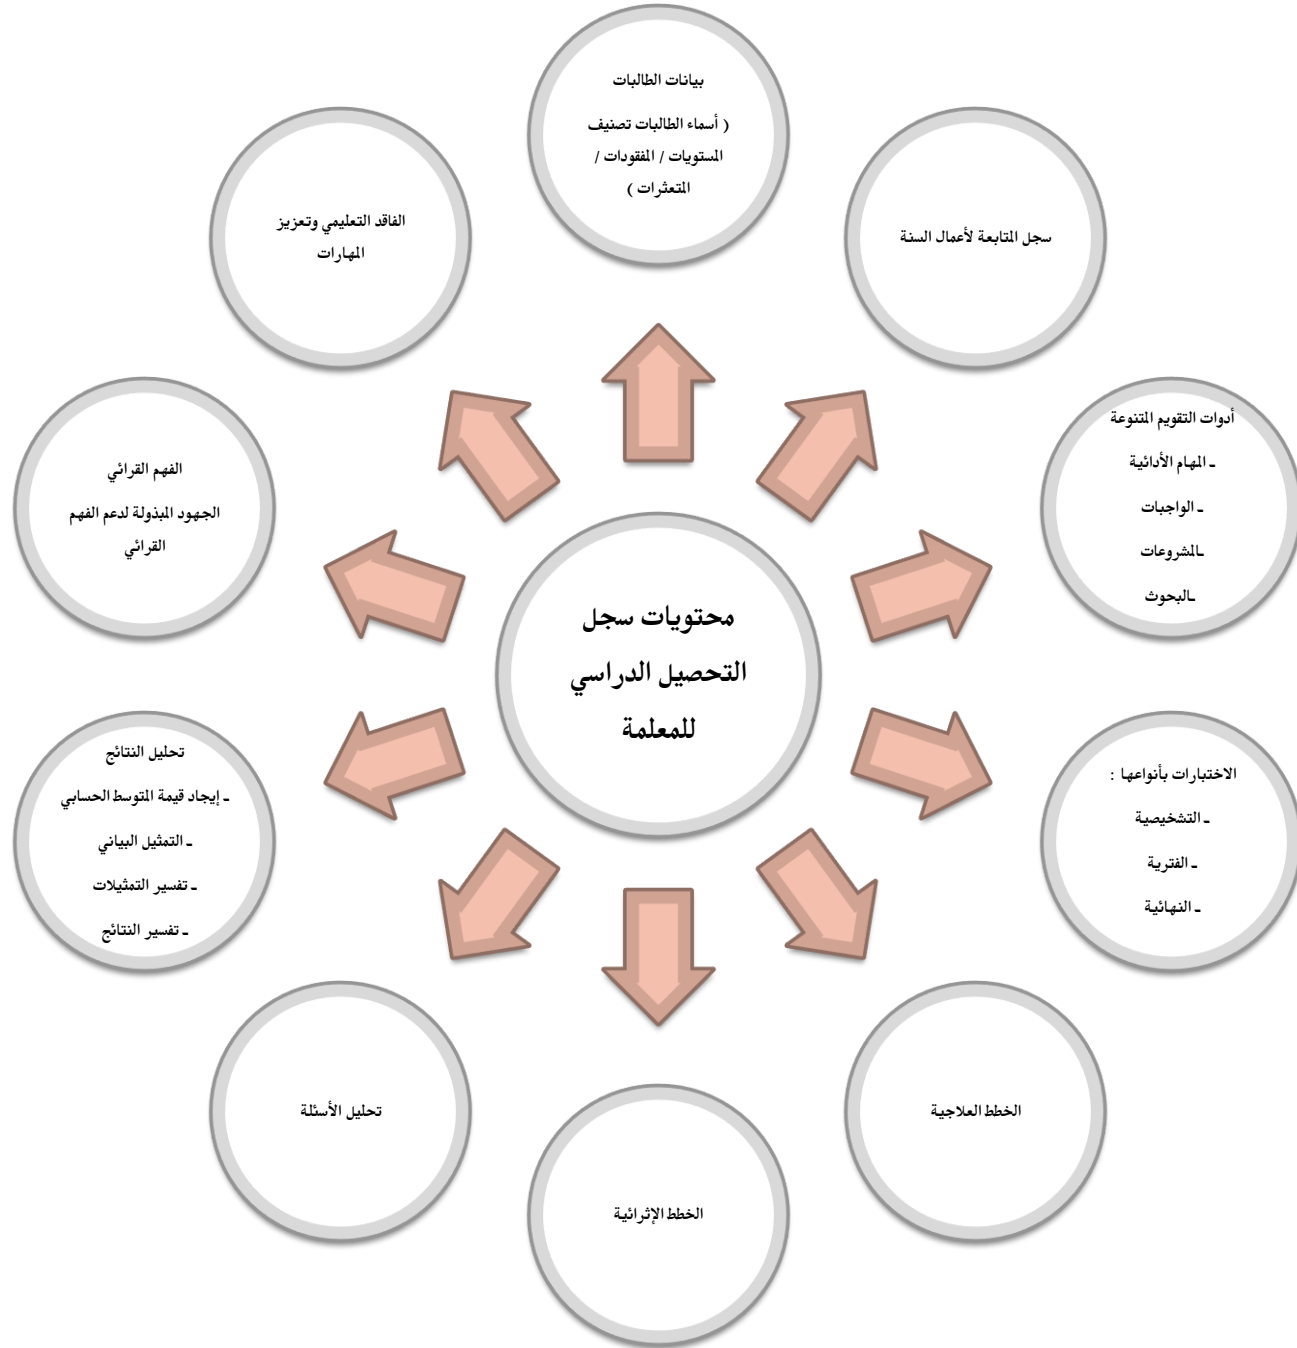 بيانات الطالبات
( أسماء الطالبات تصنيف
المستويات / المفقودات /
المتعثرات )
سجل المتابعة لأعمال السنة
أدوات التقويم المتنوعة
ـ المهام الأدائية
ـ الواجبات
ـالمشروعات
ـالبحوث
الاختبارات بأنواعها :
ـ التشخيصية
ـ الفترية
ـ النهائية
الخطط العلاجية
الخطط الإثرائية
تحليل الأسئلة
تحليل النتائج
ـ إيجاد قيمة المتوسط الحسابي
ـ التمثيل البياني
ـ تفسير التمثيلات
ـ تفسير النتائج
الفهم القرائي
الجهود المبذولة لدعم الفهم
القرائي
الفاقد التعليمي وتعزيز
المهارات
محتويات سجل
التحصيل الدراسي
للمعلمة